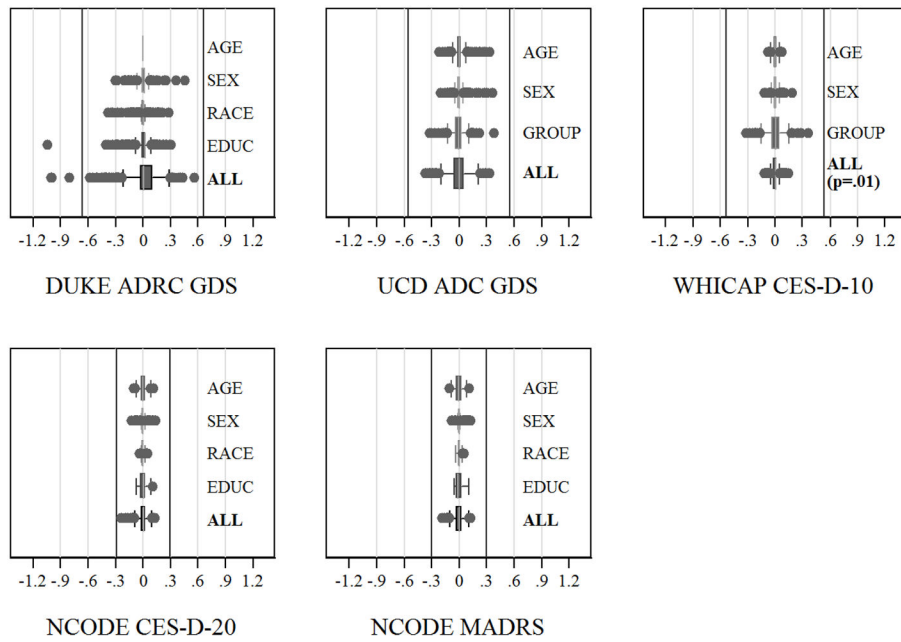 AGE
SEX
RACE
EDUC
ALL
-1.2 -.9 -.6 -.3 0 .3 .6 .9 1.2
DUKE ADRC GDS
AGE
SEX
GROUP
ALL
-1.2 -.9 -.6 -.3 0 .3 .6 .9 1.2
UCD ADC GDS
AGE
SEX
GROUP
ALL
(p=.01)
-1.2 -.9 -.6 -.3 0 .3 .6 .9 1.2
WHICAP CES-D-10
AGE
SEX
RACE
EDUC
ALL
-1.2 -.9 -.6 -.3 0 .3 .6 .9 1.2
NCODE CES-D-20
AGE
SEX
RACE
EDUC
ALL
-1.2 -.9 -.6 -.3 0 .3 .6 .9 1.2
NCODE MADRS